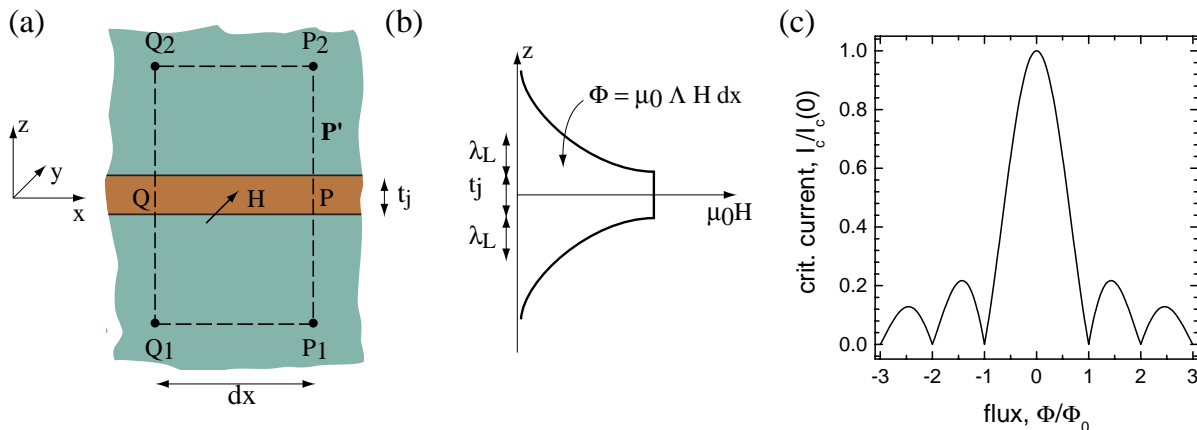 (a)
Q2
P2
P'
z
y
x
Q
H
P
tj
Q1
P1
dx
(b)
z
Φ = μ0 Λ H dx
λL
tj
λL
μ0H
(c)
crit. current, Ic/Ic(0)
1.0
0.8
0.6
0.4
0.2
0.0
-3 -2 -1 0 1 2 3
flux, Φ/Φ0